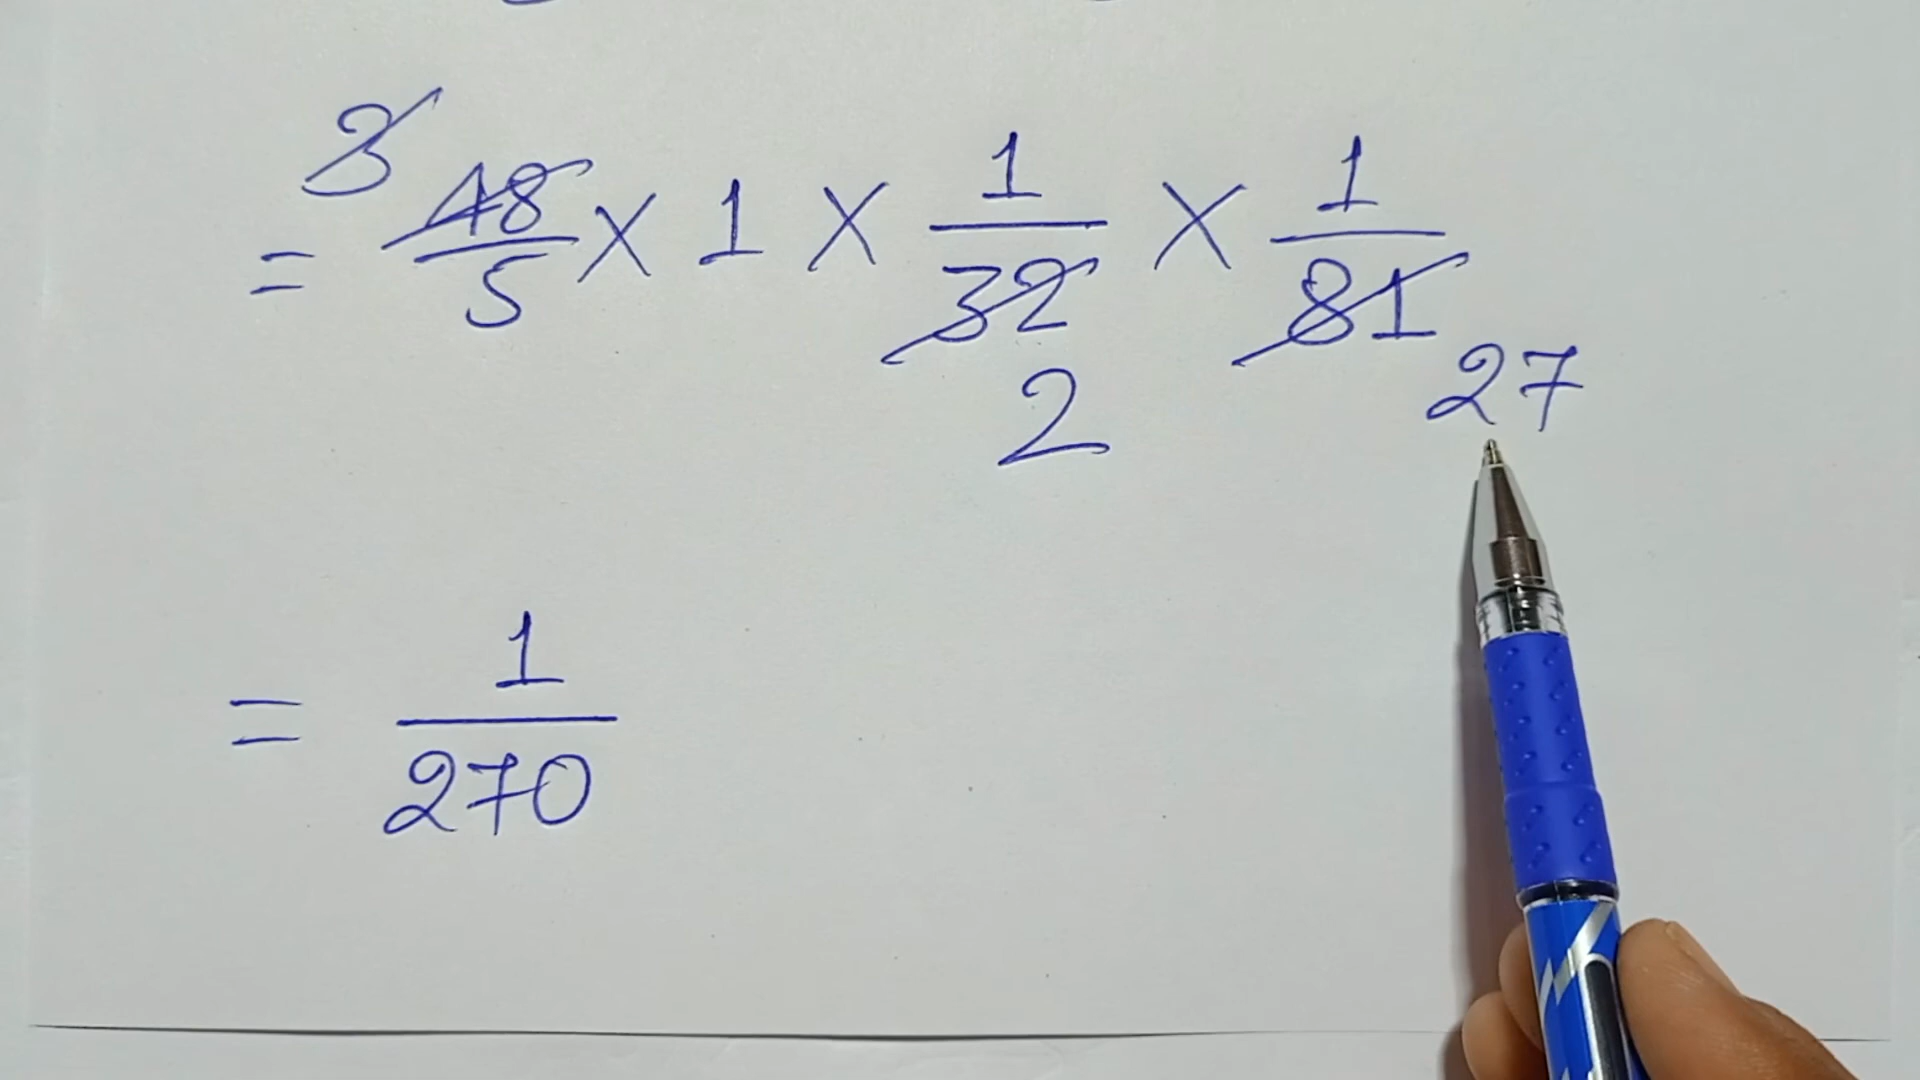 3
= 48/5 × 1 × 1/32 × 1/81
2 27
= 1/270